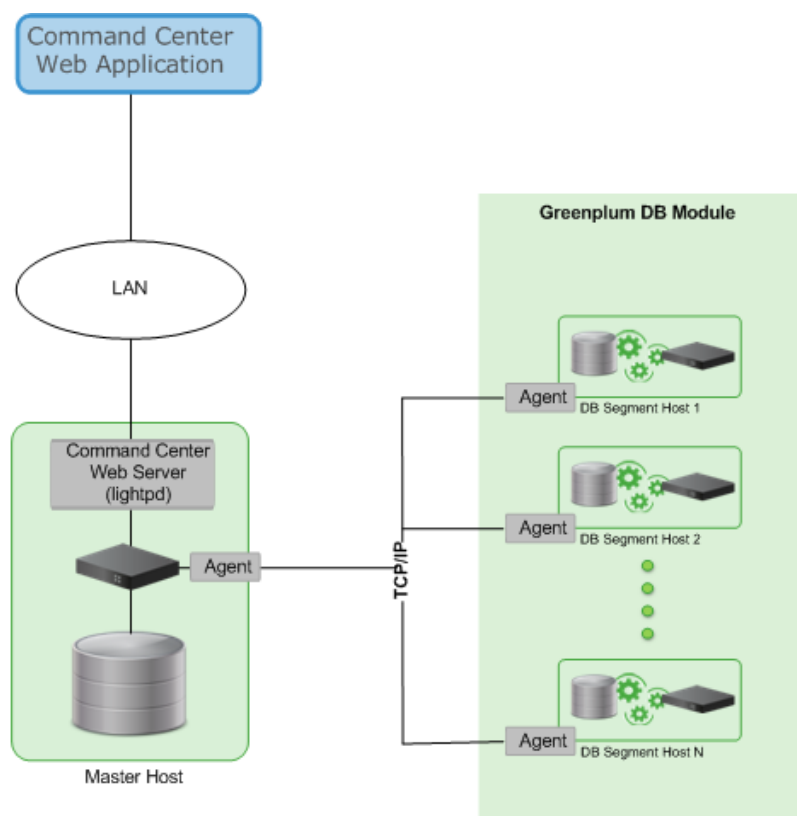 Command Center
Web Application
LAN
Command Center
Web Server
(lightpd)
Agent
Master Host
TCP/IP
Greenplum DB Module
Agent
DB Segment Host 1
Agent
DB Segment Host 2
Agent
DB Segment Host N